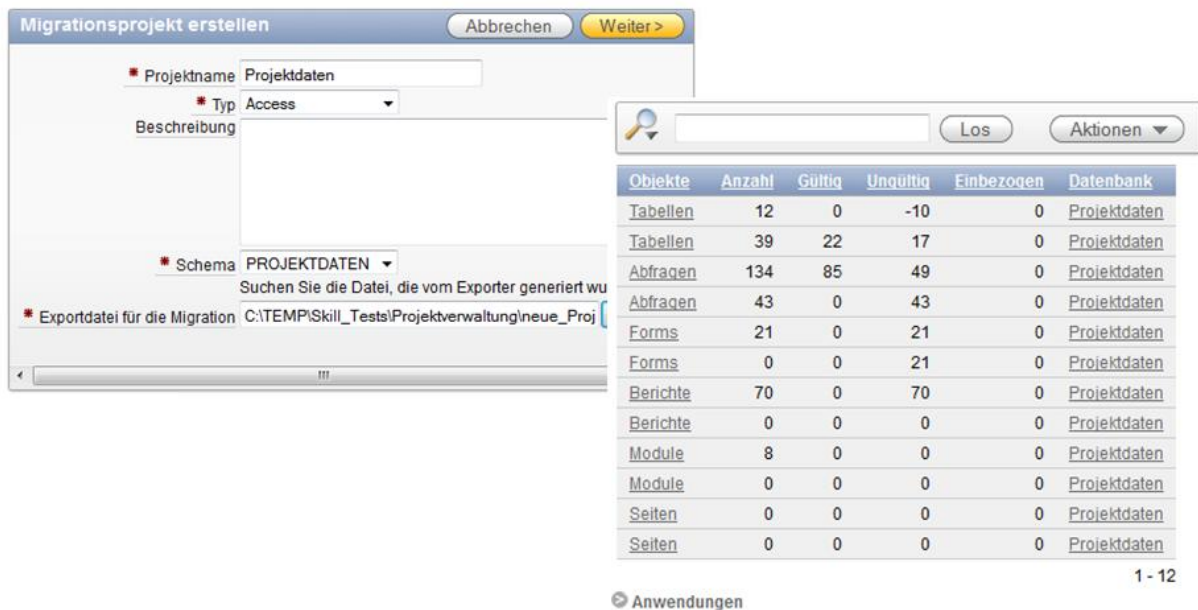 Migrationsprojekt erstellen Abbrechen Weiter >
* Projektname Projektdaten
* Typ Access
Beschreibung
* Schema PROJEKTDATEN
Suchen Sie die Datei, die vom Exporter generiert wu
* Exportdatei für die Migration C:\TEMP\Skill_Tests\Projektverwaltung\neue_Proj
Los Aktionen
Objekte Anzahl Gültig Ungültig Einbezogen Datenbank
Tabellen 12 0 -10 0 Projektdaten
Tabellen 39 22 17 0 Projektdaten
Abfragen 134 85 49 0 Projektdaten
Abfragen 43 0 43 0 Projektdaten
Forms 21 0 21 0 Projektdaten
Forms 0 0 21 0 Projektdaten
Berichte 70 0 70 0 Projektdaten
Berichte 0 0 0 0 Projektdaten
Module 8 0 0 0 Projektdaten
Module 0 0 0 0 Projektdaten
Seiten 0 0 0 0 Projektdaten
Seiten 0 0 0 0 Projektdaten
1 - 12
Anwendungen